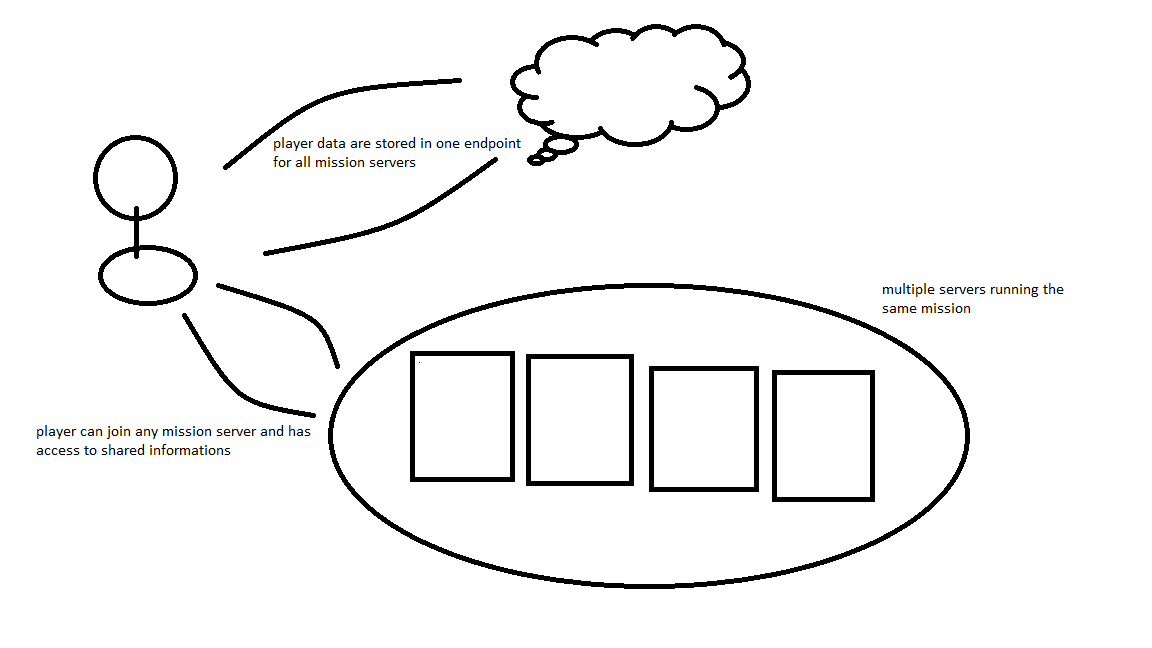 player data are stored in one endpoint
for all mission servers
multiple servers running the
same mission
player can join any mission server and has
access to shared informations